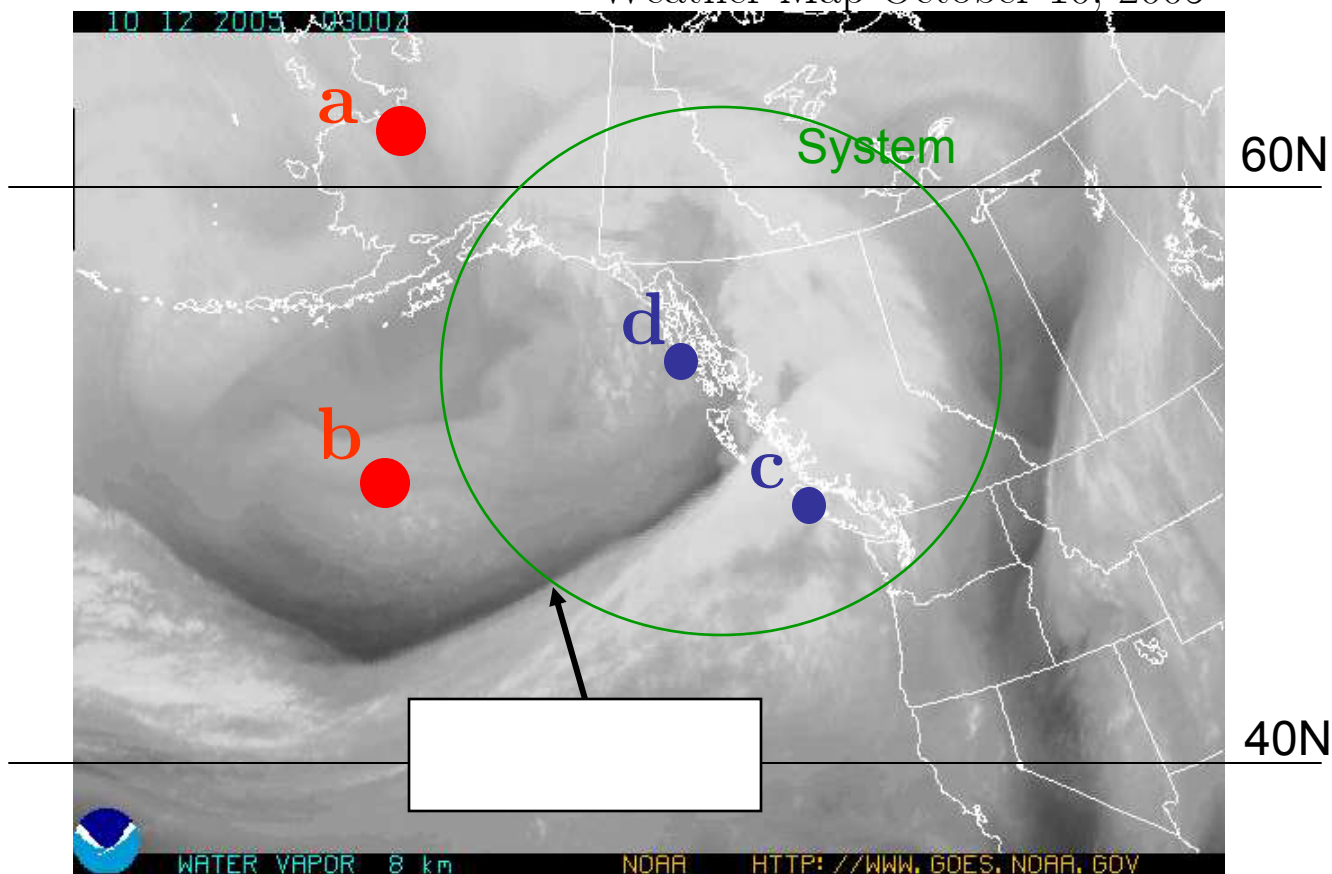 Weather Map October 10, 2005
10 12 2005 0300Z
a
System
60N
d
b
c
40N
WATER VAPOR 8 km NOAA HTTP://WWW.GOES.NOAA.GOV